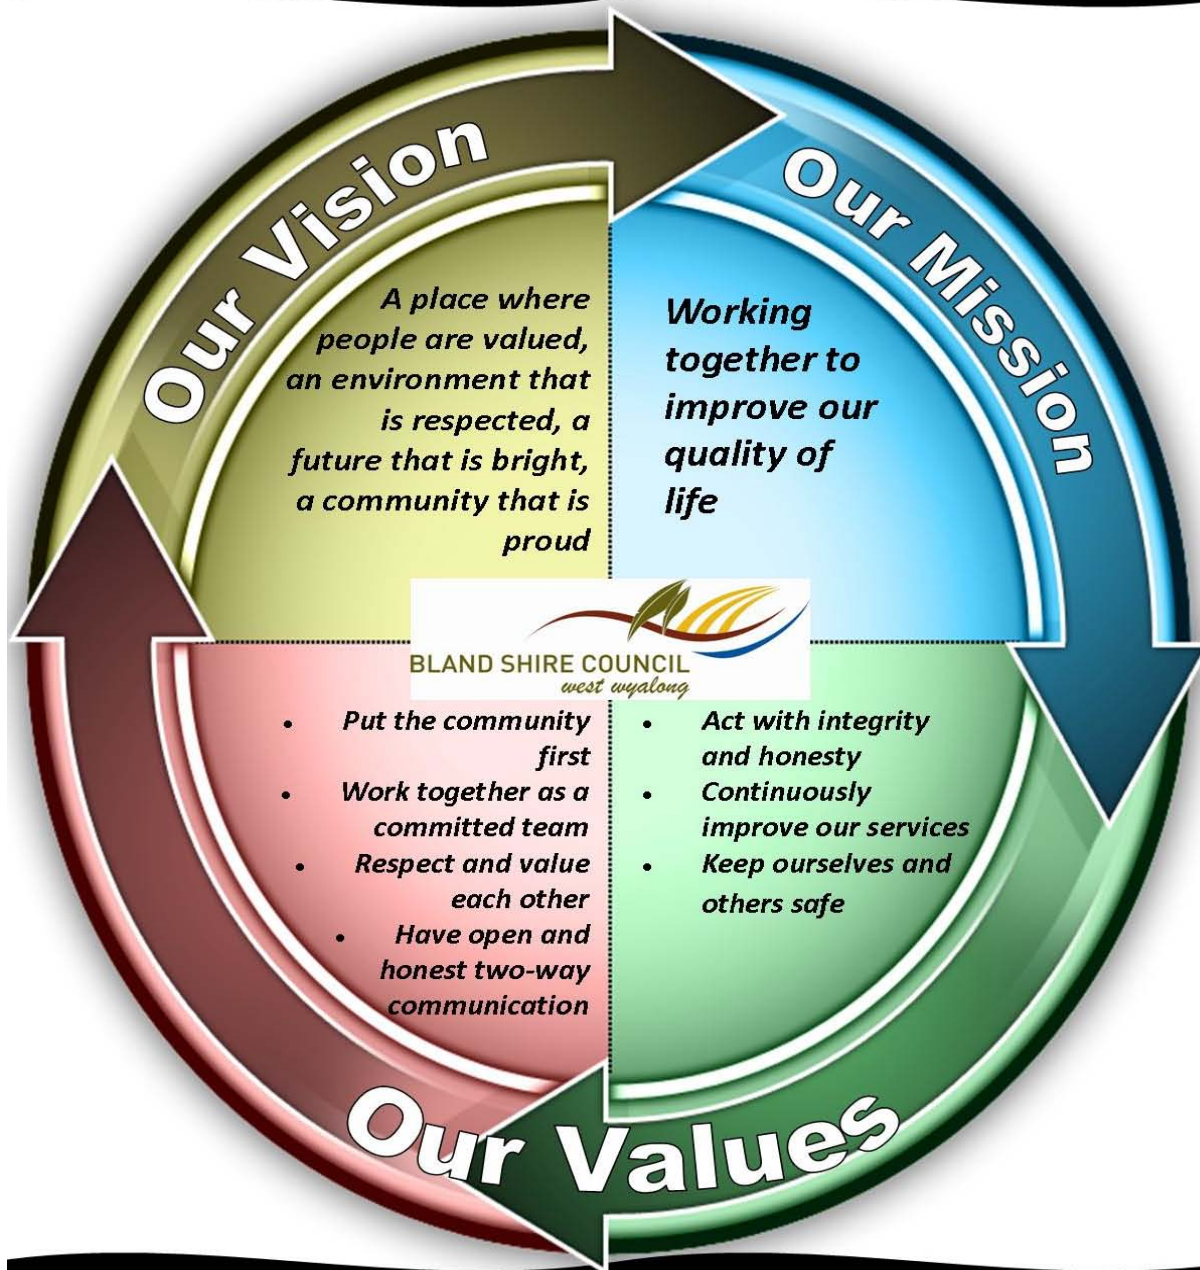 Our Vision
A place where
people are valued,
an environment that
is respected, a
future that is bright,
a community that is
proud
Our Mission
Working
together to
improve our
quality of
life
BLAND SHIRE COUNCIL
west wyalong
• Put the community
first
• Work together as a
committed team
• Respect and value
each other
• Have open and
honest two-way
communication
• Act with integrity
and honesty
• Continuously
improve our services
• Keep ourselves and
others safe
Our Values